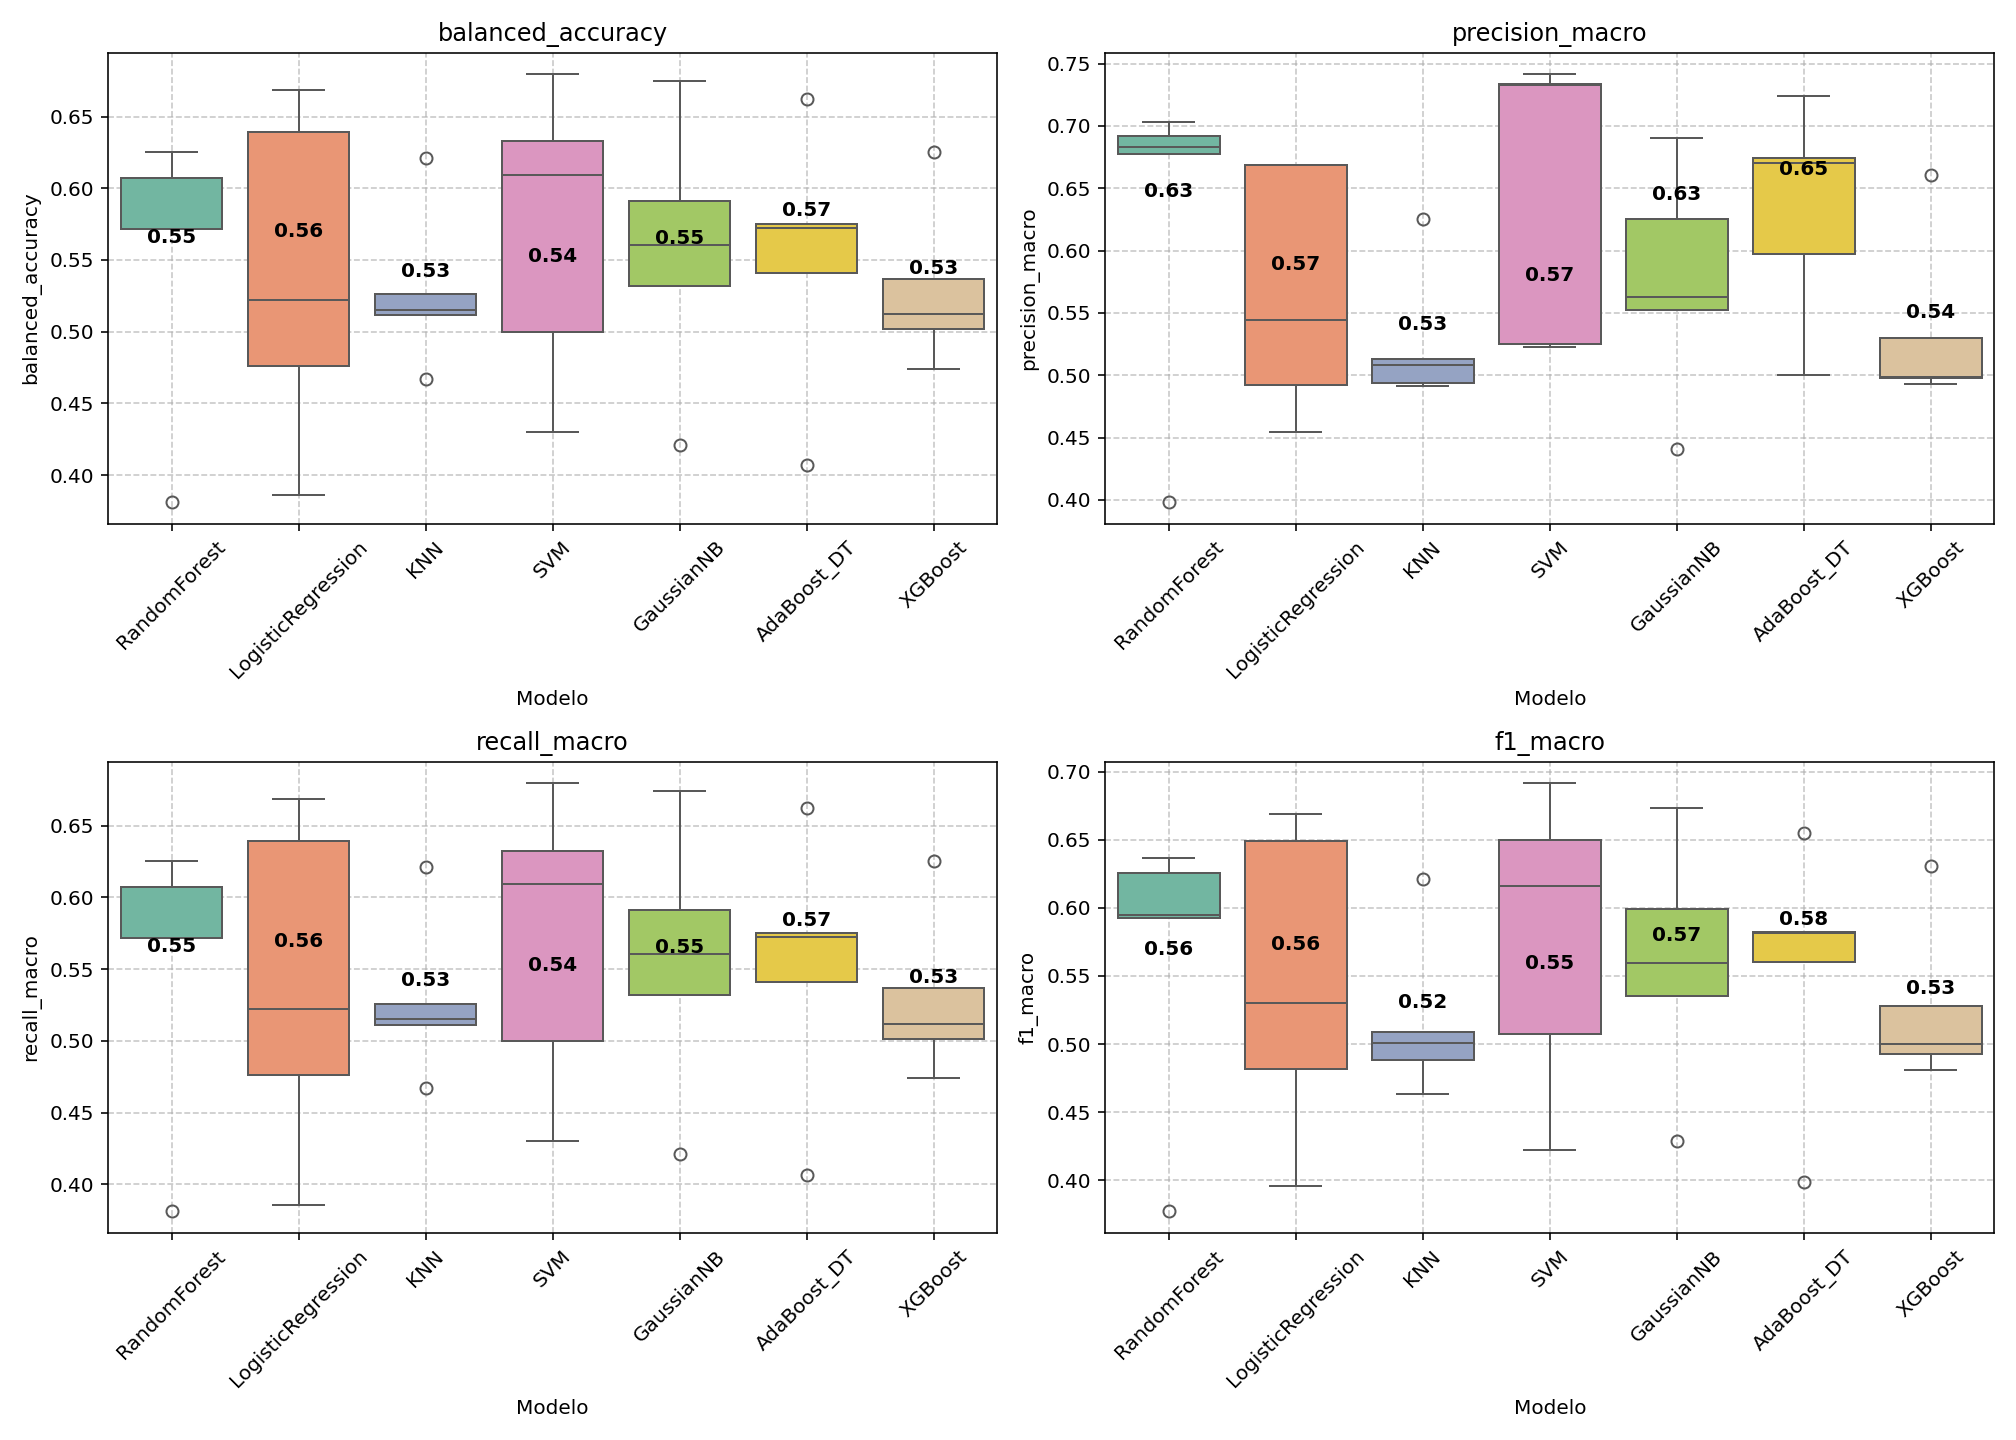 balanced_accuracy
balanced_accuracy
0.65
0.60
0.55
0.50
0.45
0.40
0.55
0.56
0.53
0.54
0.55
0.57
0.53
RandomForest
LogisticRegression
KNN
SVM
GaussianNB
AdaBoost_DT
XGBoost
Modelo
precision_macro
precision_macro
0.75
0.70
0.65
0.60
0.55
0.50
0.45
0.40
0.63
0.57
0.53
0.57
0.63
0.65
0.54
RandomForest
LogisticRegression
KNN
SVM
GaussianNB
AdaBoost_DT
XGBoost
Modelo
recall_macro
recall_macro
0.65
0.60
0.55
0.50
0.45
0.40
0.55
0.56
0.53
0.54
0.55
0.57
0.53
RandomForest
LogisticRegression
KNN
SVM
GaussianNB
AdaBoost_DT
XGBoost
Modelo
f1_macro
f1_macro
0.70
0.65
0.60
0.55
0.50
0.45
0.40
0.56
0.56
0.52
0.55
0.57
0.58
0.53
RandomForest
LogisticRegression
KNN
SVM
GaussianNB
AdaBoost_DT
XGBoost
Modelo